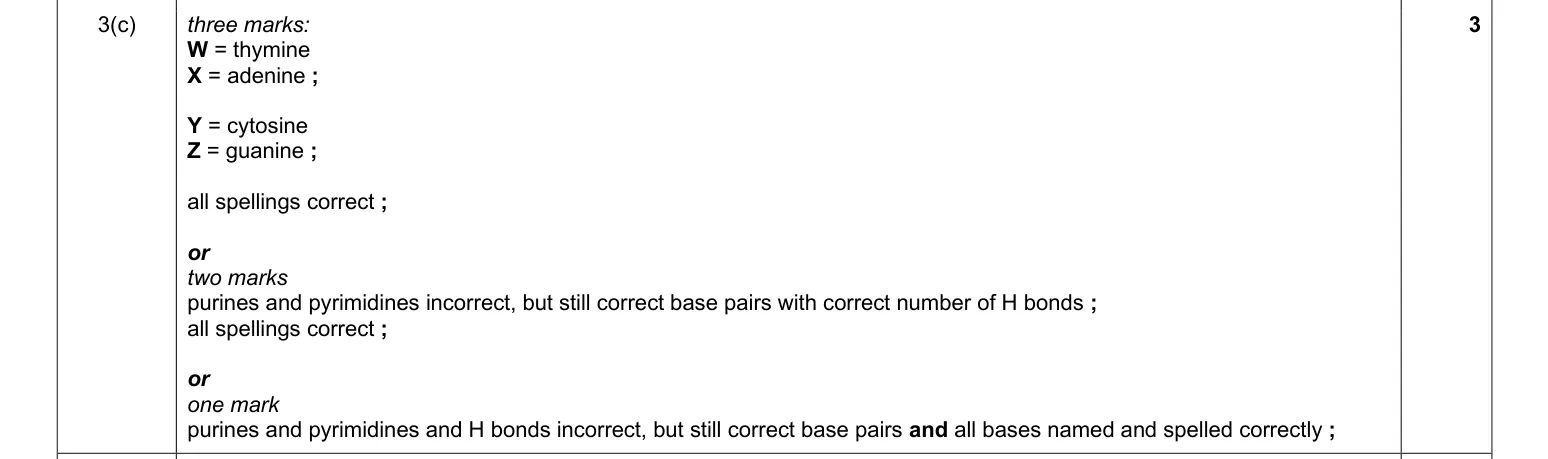 3(c) three marks: 3
W = thymine
X = adenine ;
Y = cytosine
Z = guanine ;
all spellings correct ;
or
two marks
purines and pyrimidines incorrect, but still correct base pairs with correct number of H bonds ;
all spellings correct ;
or
one mark
purines and pyrimidines and H bonds incorrect, but still correct base pairs and all bases named and spelled correctly ;